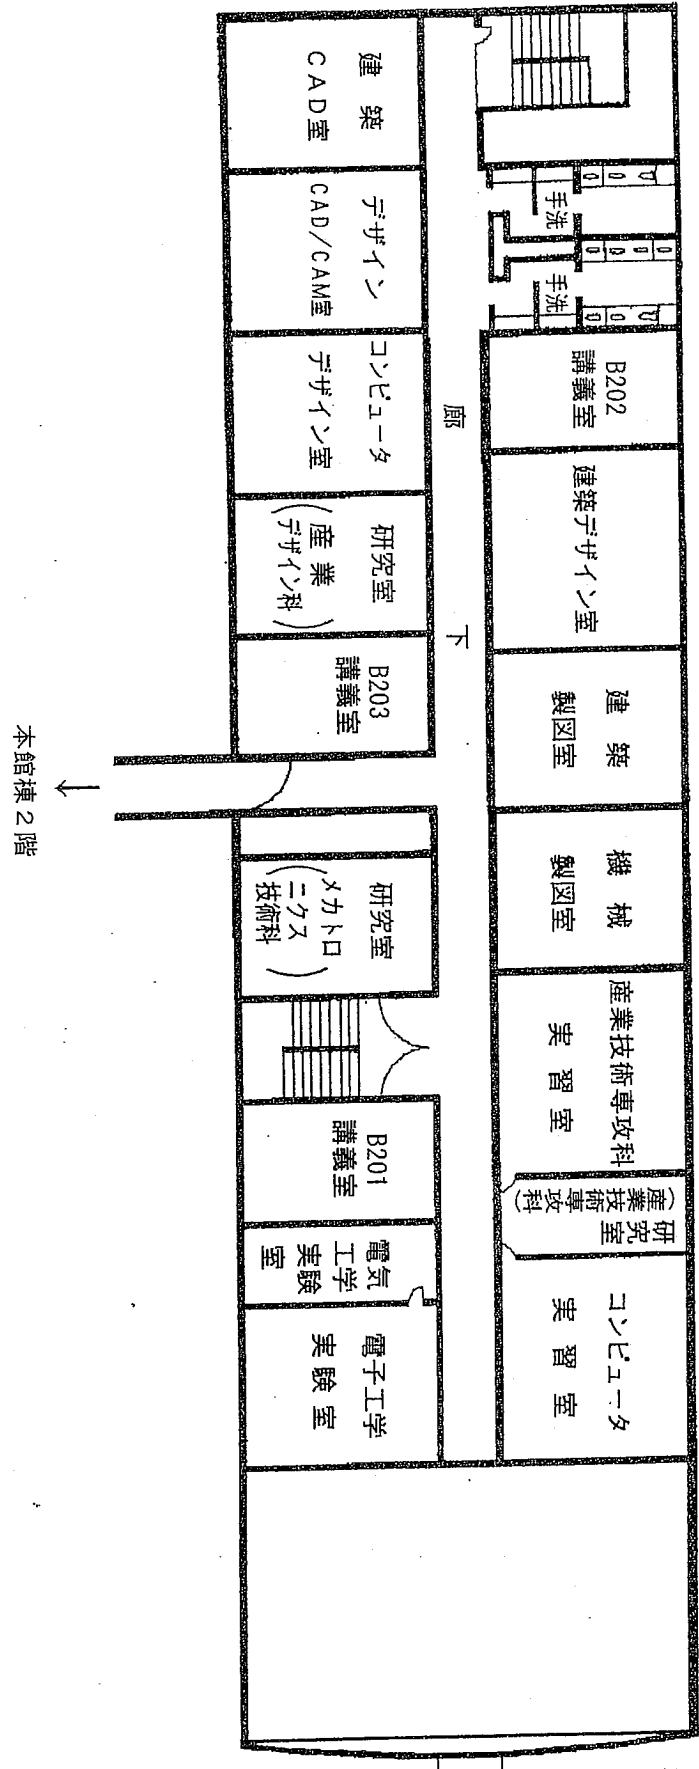 建築
CAD室
デザイン
CAD/CAM室
コンピュータ
デザイン室
研究室
(産業
デザイン科)
B203
講義室
研究室
(メカトロ
ニクス
技術科)
B201
講義室
電気
工学
実験
室
電子工学
実験室
廊下
手洗
手洗
B202
講義室
建築デザイン室
建築
製図室
機械
製図室
産業技術専攻科
実習室
研究室
(産業技術専攻科)
コンピュータ
実習室
本館棟2階